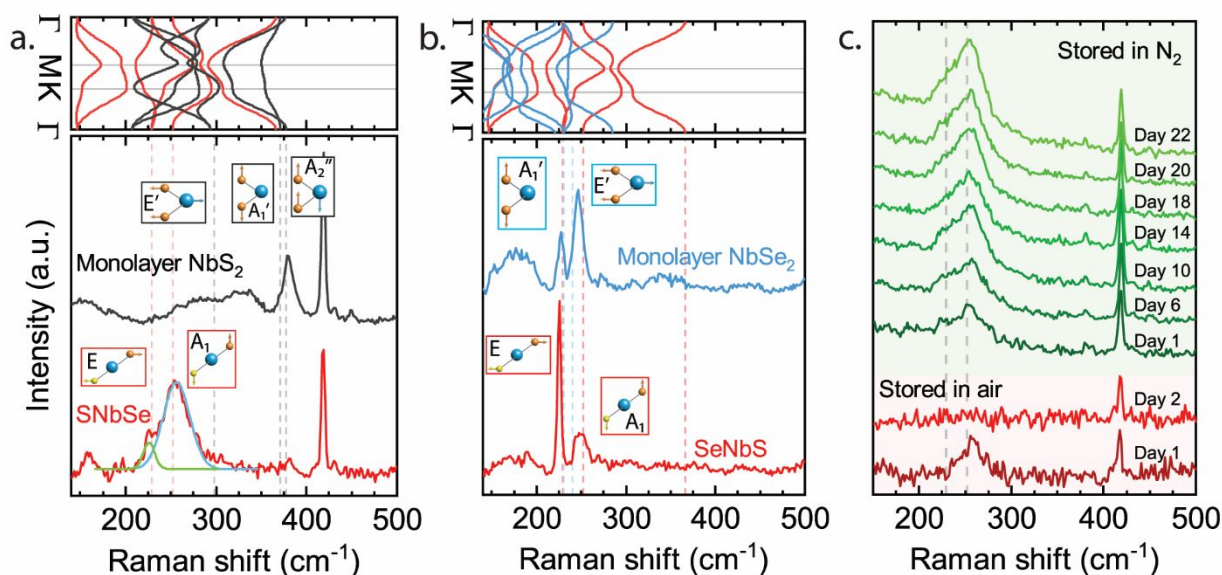 a.
Γ
MK
Γ
Intensity (a.u.)
E′
A₁′
A₂″
Monolayer NbS₂
E
A₁
SNbSe
200 300 400 500
Raman shift (cm⁻¹)
b.
Γ
MK
Γ
A₁′
E′
Monolayer NbSe₂
E
A₁
SeNbS
200 300 400 500
Raman shift (cm⁻¹)
c.
Stored in N₂
Day 22
Day 20
Day 18
Day 14
Day 10
Day 6
Day 1
Stored in air
Day 2
Day 1
200 300 400 500
Raman shift (cm⁻¹)